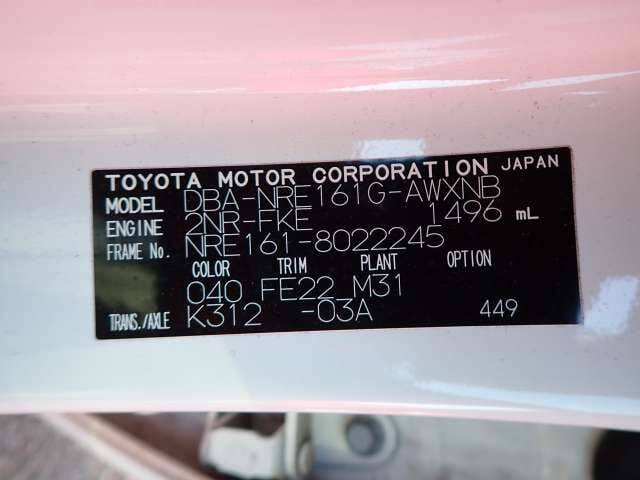 TOYOTA MOTOR CORPORATION JAPAN
MODEL DBA-NRE161G-AWXNB
ENGINE 2NR-FKE 1496 mL
FRAME No. NRE161-8022245
COLOR TRIM PLANT OPTION
040 FE22 M31
TRANS./AXLE K312 -03A 449